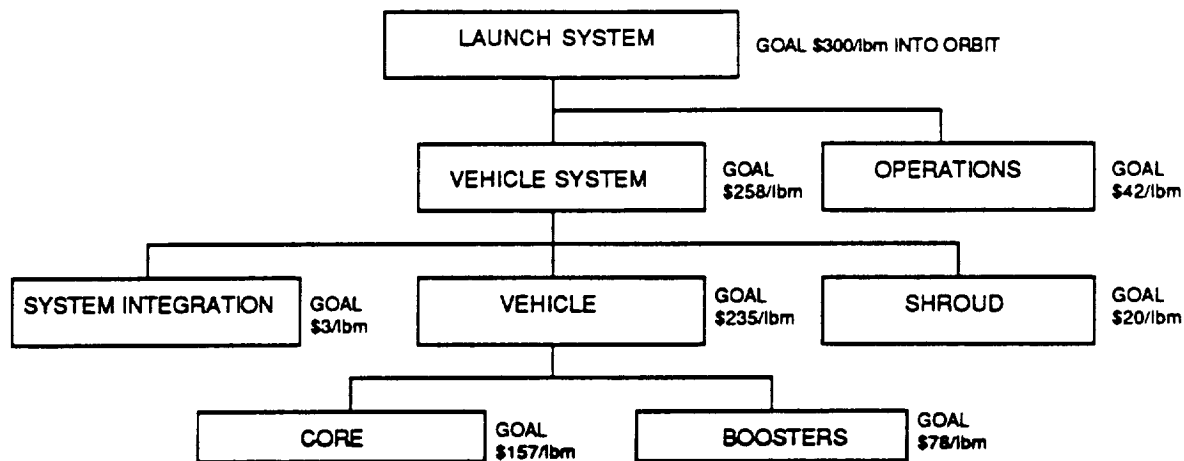 LAUNCH SYSTEM
GOAL $300/lbm INTO ORBIT
VEHICLE SYSTEM
GOAL
$258/lbm
OPERATIONS
GOAL
$42/lbm
SYSTEM INTEGRATION
GOAL
$3/lbm
VEHICLE
GOAL
$235/lbm
SHROUD
GOAL
$20/lbm
CORE
GOAL
$157/lbm
BOOSTERS
GOAL
$78/lbm